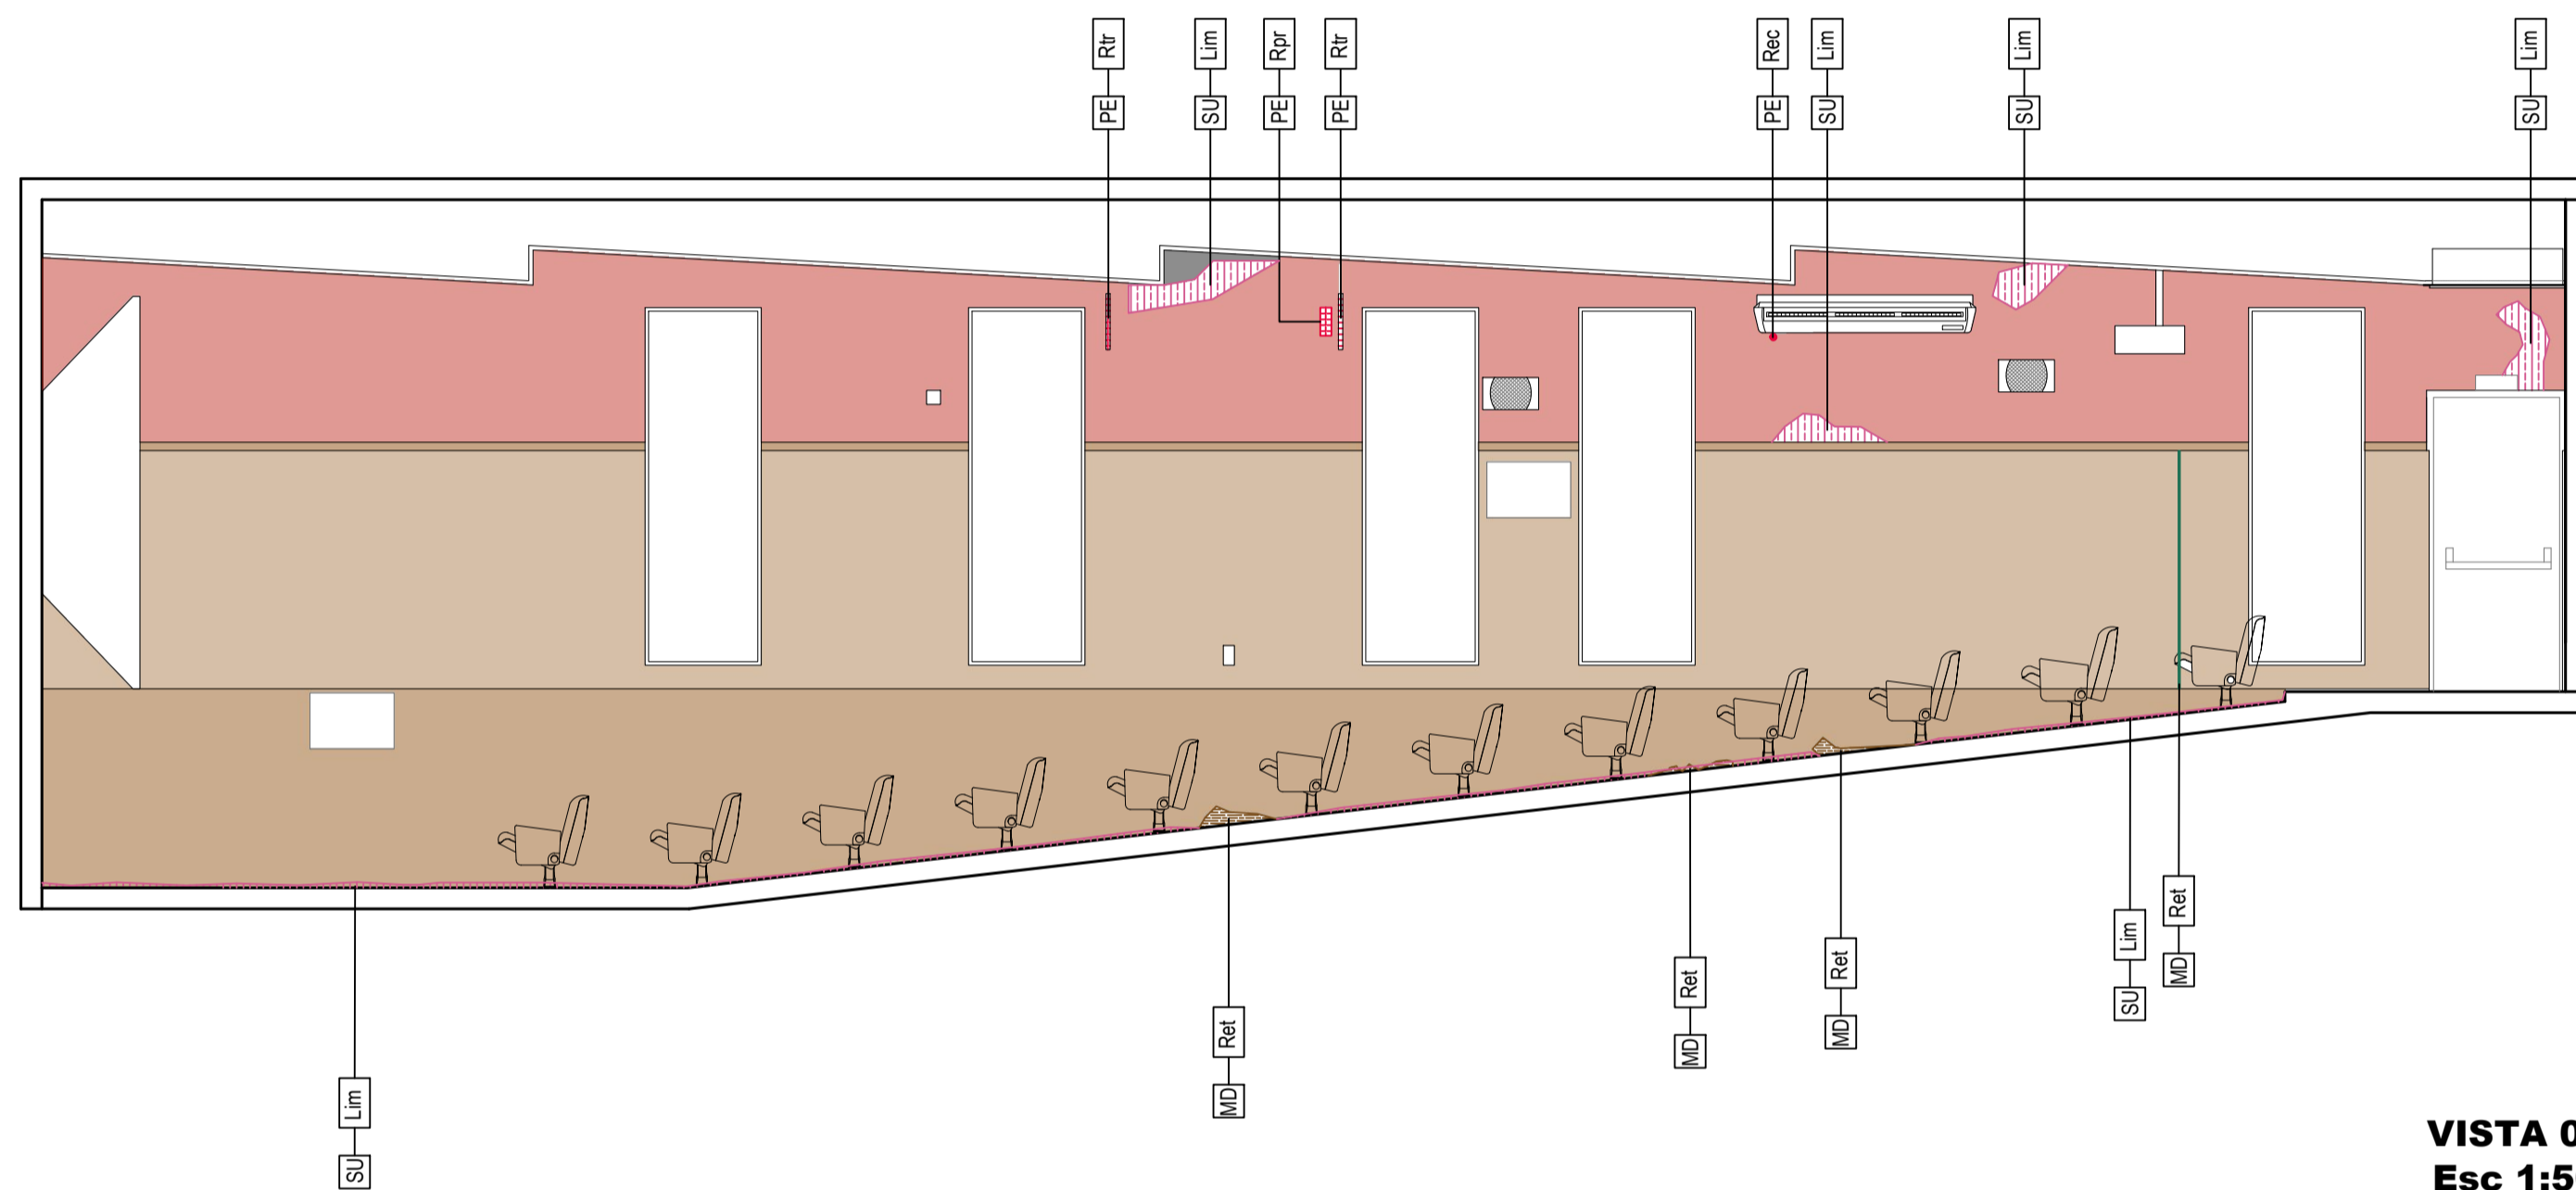 Rtr
PE
Lim
SU
Rpr
PE
Rtr
PE
Rec
PE
Lim
SU
Lim
SU
Lim
SU
Lim
SU
Ret
MD
Ret
MD
Ret
MD
Lim
SU
Ret
MD
VISTA 0
Esc 1:5